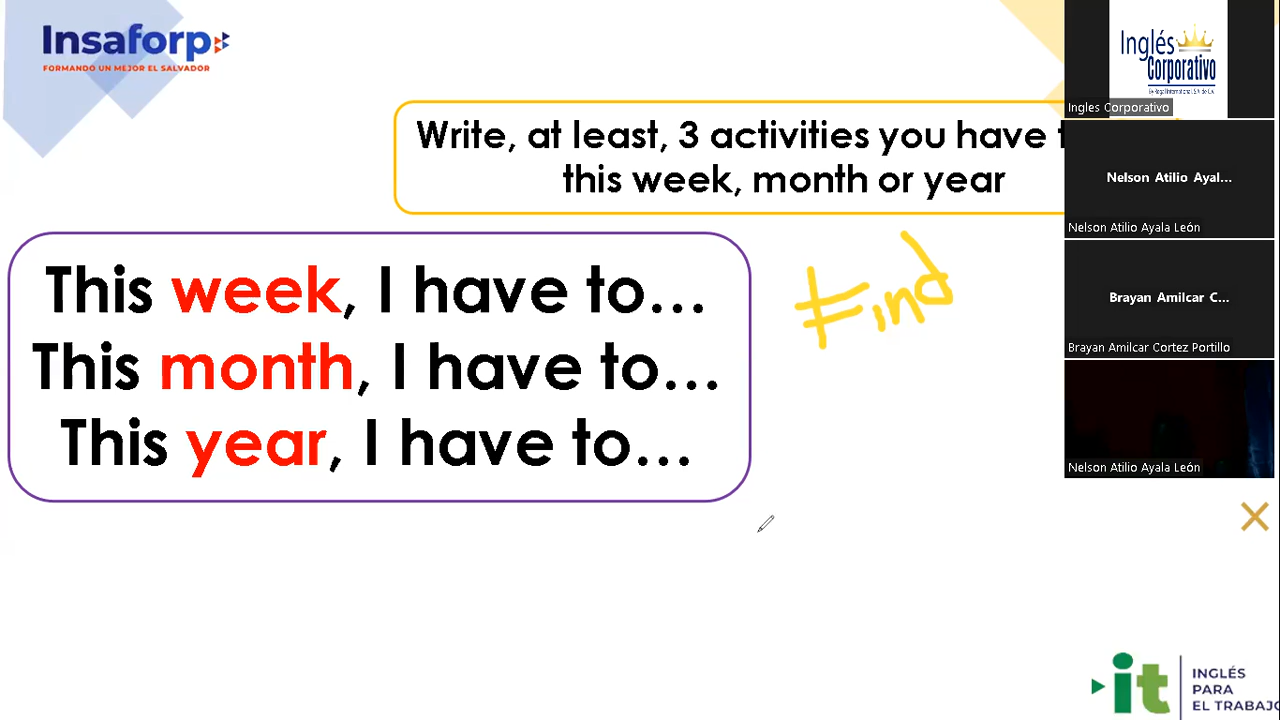 Insaforp
FORMANDO UN MEJOR EL SALVADOR
Write, at least, 3 activities you have
this week, month or year
This week, I have to...
This month, I have to...
This year, I have to...
Find
Inglés
Corporativo
Ingles Corporativo
Nelson Atilio Ayal...
Nelson Atilio Ayala León
Brayan Amilcar C...
Brayan Amilcar Cortez Portillo
Nelson Atilio Ayala León
it
INGLÉS
PARA
EL TRABAJO